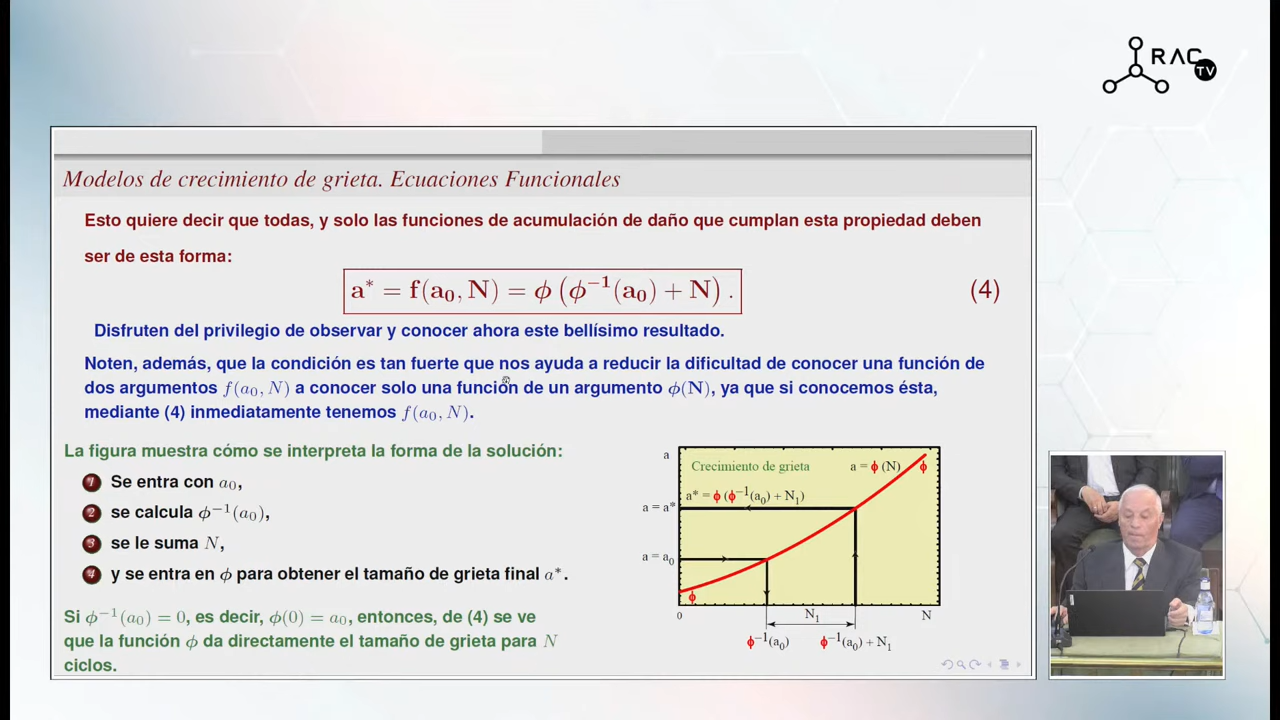 RAC
TV
Modelos de crecimiento de grieta. Ecuaciones Funcionales
Esto quiere decir que todas, y solo las funciones de acumulación de daño que cumplan esta propiedad deben
ser de esta forma:
a* = f(a₀, N) = ϕ (ϕ⁻¹(a₀) + N) . (4)
Disfruten del privilegio de observar y conocer ahora este bellísimo resultado.
Noten, además, que la condición es tan fuerte que nos ayuda a reducir la dificultad de conocer una función de
dos argumentos f(a₀, N) a conocer solo una función de un argumento ϕ(N), ya que si conocemos ésta,
mediante (4) inmediatamente tenemos f(a₀, N).
La figura muestra cómo se interpreta la forma de la solución:
1 Se entra con a₀,
2 se calcula ϕ⁻¹(a₀),
3 se le suma N,
4 y se entra en ϕ para obtener el tamaño de grieta final a*.
Si ϕ⁻¹(a₀) = 0, es decir, ϕ(0) = a₀, entonces, de (4) se ve
que la función ϕ da directamente el tamaño de grieta para N
ciclos.
a
Crecimiento de grieta
a = ϕ (N)
ϕ
a* = ϕ (ϕ⁻¹(a₀) + N₁)
a = a*
a = a₀
ϕ
0
N₁
N
ϕ⁻¹(a₀)
ϕ⁻¹(a₀) + N₁